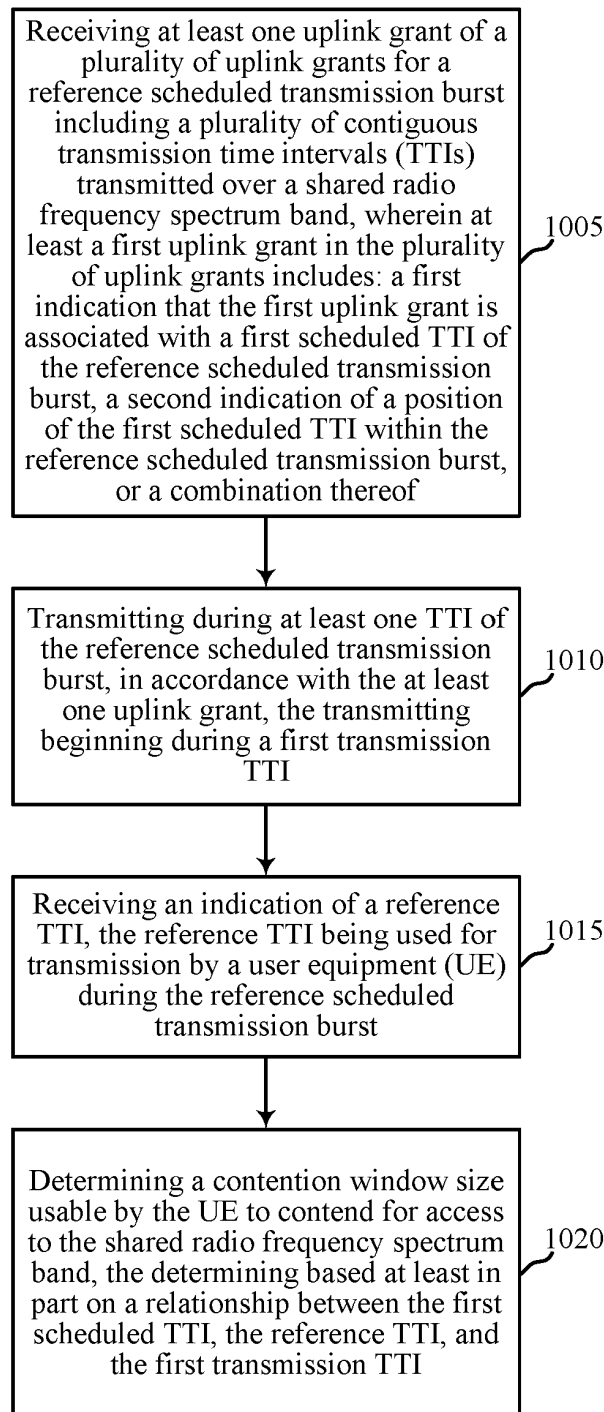 Receiving at least one uplink grant of a
plurality of uplink grants for a
reference scheduled transmission burst
including a plurality of contiguous
transmission time intervals (TTIs)
transmitted over a shared radio
frequency spectrum band, wherein at
least a first uplink grant in the plurality
of uplink grants includes: a first
indication that the first uplink grant is
associated with a first scheduled TTI of
the reference scheduled transmission
burst, a second indication of a position
of the first scheduled TTI within the
reference scheduled transmission burst,
or a combination thereof
1005
Transmitting during at least one TTI of
the reference scheduled transmission
burst, in accordance with the at least
one uplink grant, the transmitting
beginning during a first transmission
TTI
1010
Receiving an indication of a reference
TTI, the reference TTI being used for
transmission by a user equipment (UE)
during the reference scheduled
transmission burst
1015
Determining a contention window size
usable by the UE to contend for access
to the shared radio frequency spectrum
band, the determining based at least in
part on a relationship between the first
scheduled TTI, the reference TTI, and
the first transmission TTI
1020